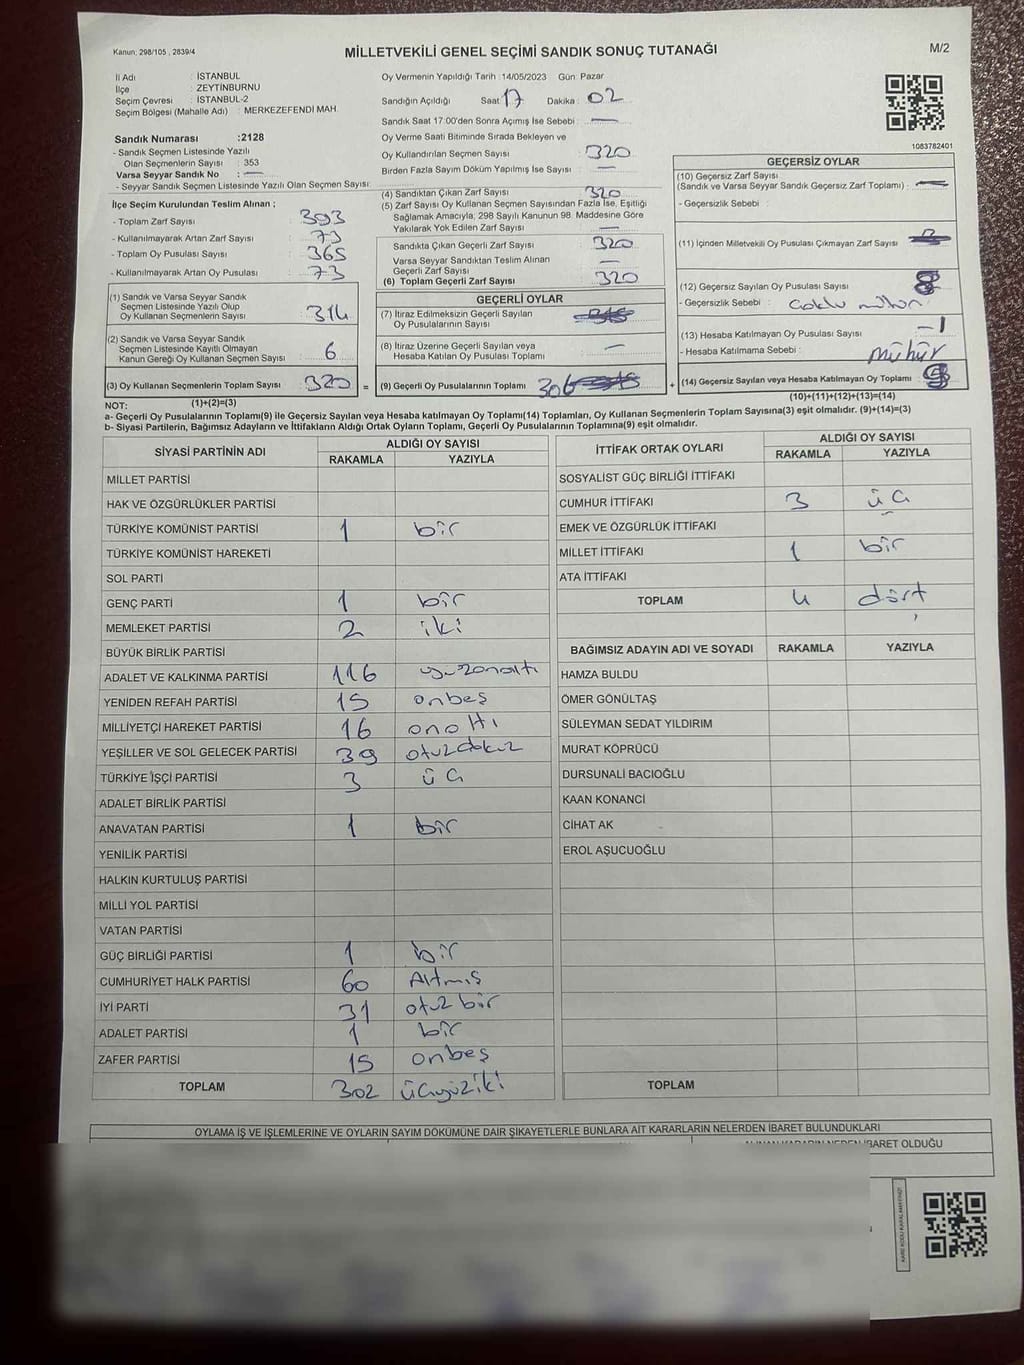 Kanun: 298/105 , 2839/4
MİLLETVEKİLİ GENEL SEÇİMİ SANDIK SONUÇ TUTANAĞI
M/2
İl Adı : İSTANBUL
İlçe : ZEYTİNBURNU
Seçim Çevresi : İSTANBUL-2
Seçim Bölgesi (Mahalle Adı) : MERKEZEFENDİ MAH.
Sandık Numarası :2128
- Sandık Seçmen Listesinde Yazılı
Olan Seçmenlerin Sayısı : 353
Varsa Seyyar Sandık No : —
- Seyyar Sandık Seçmen Listesinde Yazılı Olan Seçmen Sayısı:
Oy Vermenin Yapıldığı Tarih :14/05/2023 Gün: Pazar
Sandığın Açıldığı Saat: 17 Dakika: 02
Sandık Saat 17:00'den Sonra Açımış İse Sebebi : —
Oy Verme Saati Bitiminde Sırada Bekleyen ve
Oy Kullandırılan Seçmen Sayısı : 320
Birden Fazla Sayım Döküm Yapılmış İse Sayısı : —
1083782401
İlçe Seçim Kurulundan Teslim Alınan ;
- Toplam Zarf Sayısı : 393
- Kullanılmayarak Artan Zarf Sayısı : 73
- Toplam Oy Pusulası Sayısı : 365
- Kullanılmayarak Artan Oy Pusulası : 73
(1) Sandık ve Varsa Seyyar Sandık
Seçmen Listesinde Yazılı Olup
Oy Kullanan Seçmenlerin Sayısı : 314
(2) Sandık ve Varsa Seyyar Sandık
Seçmen Listesinde Kayıtlı Olmayan
Kanun Gereği Oy Kullanan Seçmen Sayısı : 6
(3) Oy Kullanan Seçmenlerin Toplam Sayısı : 320 =
(1)+(2)=(3)
(4) Sandıktan Çıkan Zarf Sayısı : 320
(5) Zarf Sayısı Oy Kullanan Seçmen Sayısından Fazla İse, Eşitliği
Sağlamak Amacıyla, 298 Sayılı Kanunun 98. Maddesine Göre
Yakılarak Yok Edilen Zarf Sayısı : —
Sandıkta Çıkan Geçerli Zarf Sayısı : 320
Varsa Seyyar Sandıktan Teslim Alınan
Geçerli Zarf Sayısı : —
(6) Toplam Geçerli Zarf Sayısı : 320
GEÇERLİ OYLAR
(7) İtiraz Edilmeksizin Geçerli Sayılan
Oy Pusulalarının Sayısı :
(8) İtiraz Üzerine Geçerli Sayılan veya
Hesaba Katılan Oy Pusulası Toplamı : —
(9) Geçerli Oy Pusulalarının Toplamı : 306 +
GEÇERSİZ OYLAR
(10) Geçersiz Zarf Sayısı
(Sandık ve Varsa Seyyar Sandık Geçersiz Zarf Toplamı) : —
- Geçersizlik Sebebi :
(11) İçinden Milletvekili Oy Pusulası Çıkmayan Zarf Sayısı :
(12) Geçersiz Sayılan Oy Pusulası Sayısı :
- Geçersizlik Sebebi :
(13) Hesaba Katılmayan Oy Pusulası Sayısı : -1
- Hesaba Katılmama Sebebi : mühür
(14) Geçersiz Sayılan veya Hesaba Katılmayan Oy Toplamı :
(10)+(11)+(12)+(13)=(14)
NOT:
a- Geçerli Oy Pusulalarının Toplamı(9) ile Geçersiz Sayılan veya Hesaba katılmayan Oy Toplamı(14) Toplamları, Oy Kullanan Seçmenlerin Toplam Sayısına(3) eşit olmalıdır. (9)+(14)=(3)
b- Siyasi Partilerin, Bağımsız Adayların ve İttifakların Aldığı Ortak Oyların Toplamı, Geçerli Oy Pusulalarının Toplamına(9) eşit olmalıdır.
SİYASİ PARTİNİN ADI ALDIĞI OY SAYISI
RAKAMLA YAZIYLA
MİLLET PARTİSİ
HAK VE ÖZGÜRLÜKLER PARTİSİ
TÜRKİYE KOMÜNİST PARTİSİ 1 bir
TÜRKİYE KOMÜNİST HAREKETİ
SOL PARTİ
GENÇ PARTİ 1 bir
MEMLEKET PARTİSİ 2 iki
BÜYÜK BİRLİK PARTİSİ
ADALET VE KALKINMA PARTİSİ 116 yüzonaltı
YENİDEN REFAH PARTİSİ 15 onbeş
MİLLİYETÇİ HAREKET PARTİSİ 16 onaltı
YEŞİLLER VE SOL GELECEK PARTİSİ 39 otuzdokuz
TÜRKİYE İŞÇİ PARTİSİ 3 üç
ADALET BİRLİK PARTİSİ
ANAVATAN PARTİSİ 1 bir
YENİLİK PARTİSİ
HALKIN KURTULUŞ PARTİSİ
MİLLİ YOL PARTİSİ
VATAN PARTİSİ
GÜÇ BİRLİĞİ PARTİSİ 1 bir
CUMHURİYET HALK PARTİSİ 60 Altmış
İYİ PARTİ 31 otuz bir
ADALET PARTİSİ 1 bir
ZAFER PARTİSİ 15 onbeş
TOPLAM 302 üçyüziki
İTTİFAK ORTAK OYLARI ALDIĞI OY SAYISI
RAKAMLA YAZIYLA
SOSYALİST GÜÇ BİRLİĞİ İTTİFAKI
CUMHUR İTTİFAKI 3 üç
EMEK VE ÖZGÜRLÜK İTTİFAKI
MİLLET İTTİFAKI 1 bir
ATA İTTİFAKI
TOPLAM 4 dört
BAĞIMSIZ ADAYIN ADI VE SOYADI RAKAMLA YAZIYLA
HAMZA BULDU
ÖMER GÖNÜLTAŞ
SÜLEYMAN SEDAT YILDIRIM
MURAT KÖPRÜCÜ
DURSUNALİ BACIOĞLU
KAAN KONANCİ
CİHAT AK
EROL AŞUCUOĞLU
TOPLAM
OYLAMA İŞ VE İŞLEMLERİNE VE OYLARIN SAYIM DÖKÜMÜNE DAİR ŞİKAYETLERLE BUNLARA AİT KARARLARIN NELERDEN İBARET BULUNDUKLARI
İBARET OLDUĞU